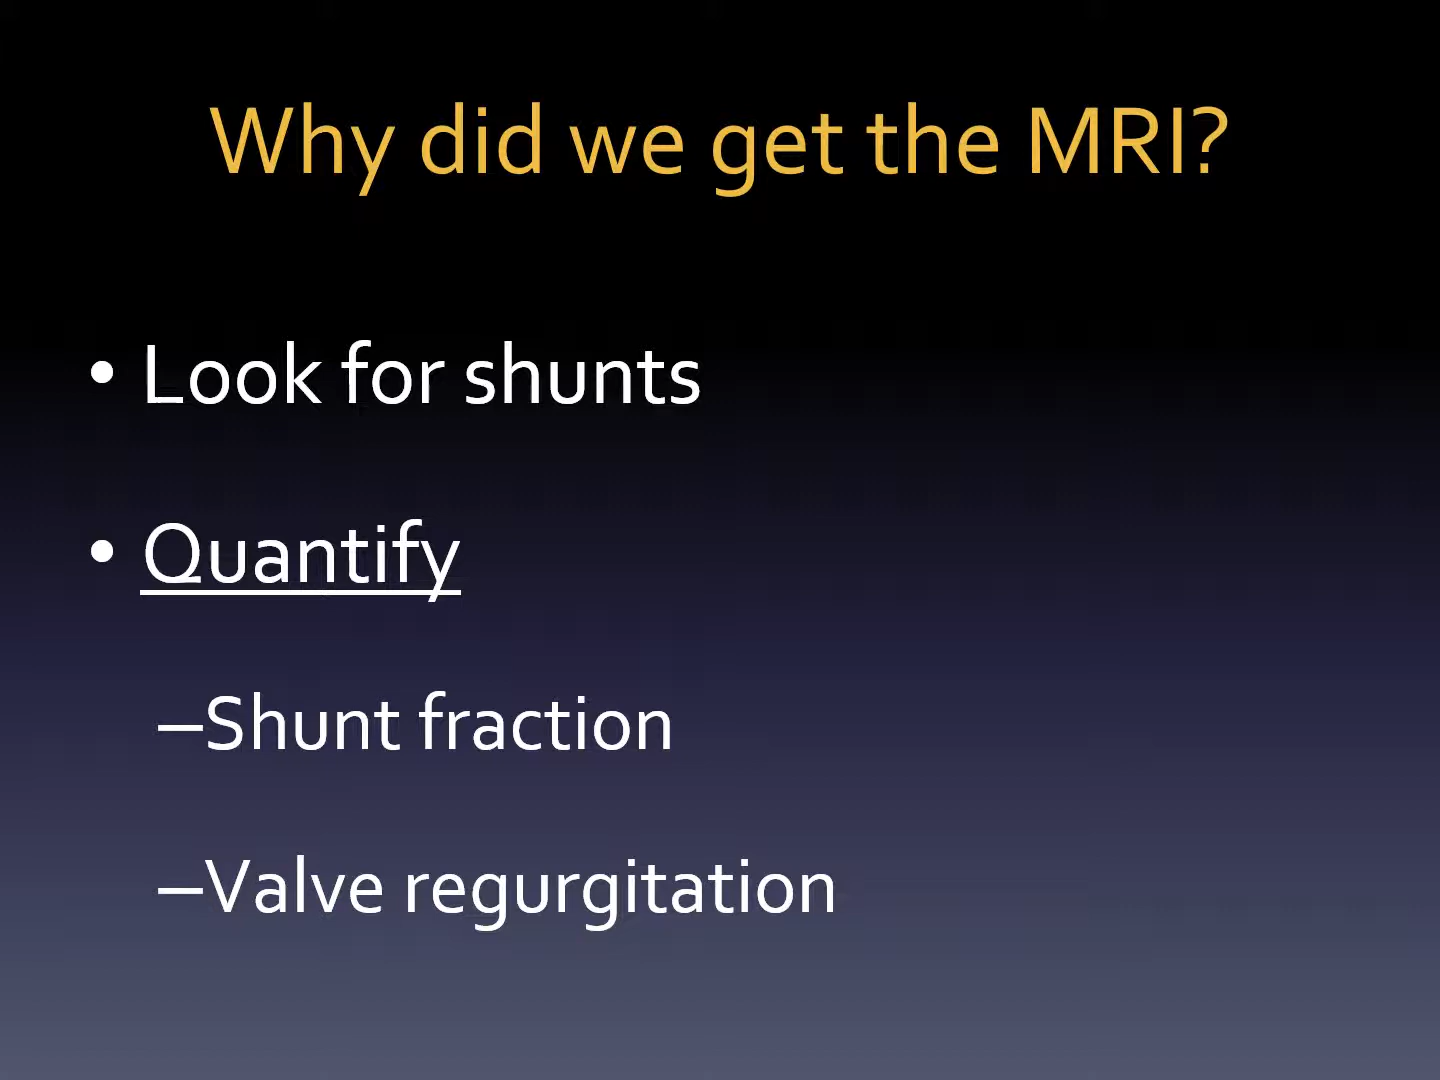 Why did we get the MRI?
• Look for shunts
• Quantify
–Shunt fraction
–Valve regurgitation